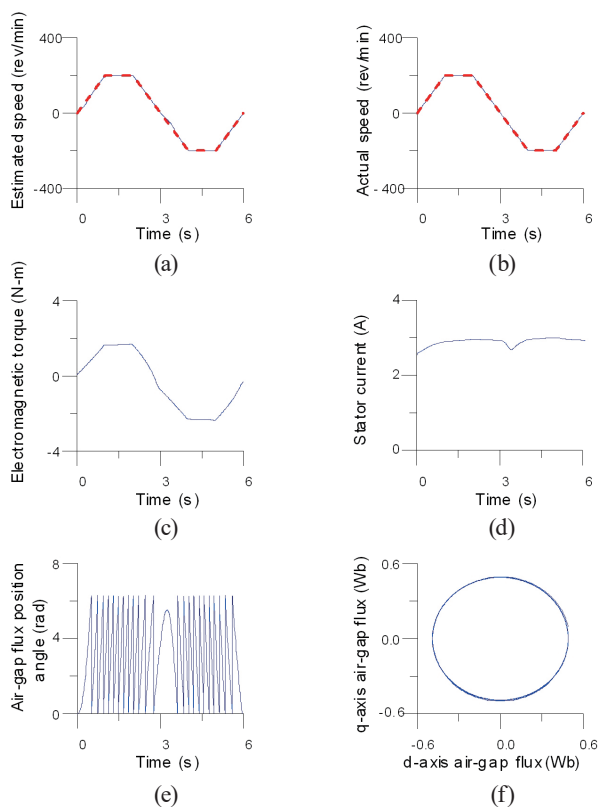 Estimated speed (rev/min)
400
0
-400
0
3
6
Time (s)
(a)
Actual speed (rev/min)
400
0
-400
0
3
6
Time (s)
(b)
Electromagnetic torque (N-m)
4
0
-4
0
3
6
Time (s)
(c)
Stator current (A)
4
2
0
0
3
6
Time (s)
(d)
Air-gap flux position
angle (rad)
8
4
0
0
3
6
Time (s)
(e)
q-axis air-gap flux (Wb)
0.6
0.0
-0.6
-0.6
0.0
0.6
d-axis air-gap flux (Wb)
(f)